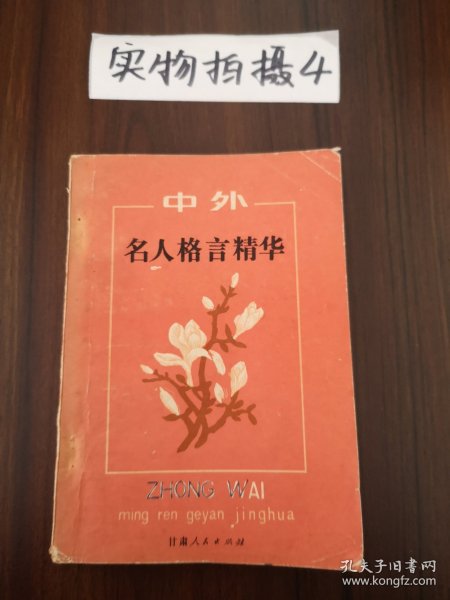 实物拍摄4
中外
名人格言精华
ZHONG WAI
ming ren geyan jinghua
甘肃人民出版社
孔夫子旧书网
www.kongfz.com